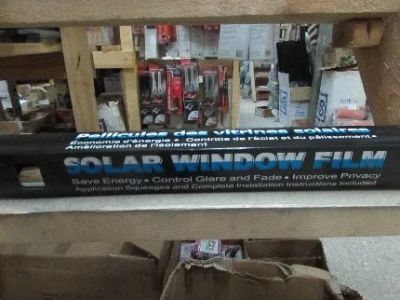 Pellicules des vitrines solaires
Économie d'énergie • Contrôle de l'éclat et du pâtissement
Amélioration de l'isolement
SOLAR WINDOW FILM
Save Energy • Control Glare and Fade • Improve Privacy
Application Squeegee and Complete Installation Instructions Included